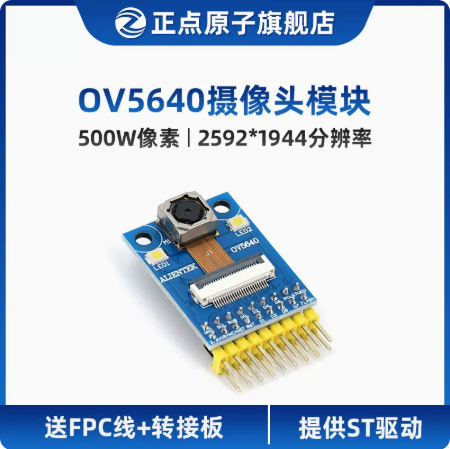 正点原子旗舰店
OV5640摄像头模块
500W像素 | 2592*1944分辨率
LED1
LED2
ALIENTEK
OV5640
送FPC线+转接板
提供ST驱动